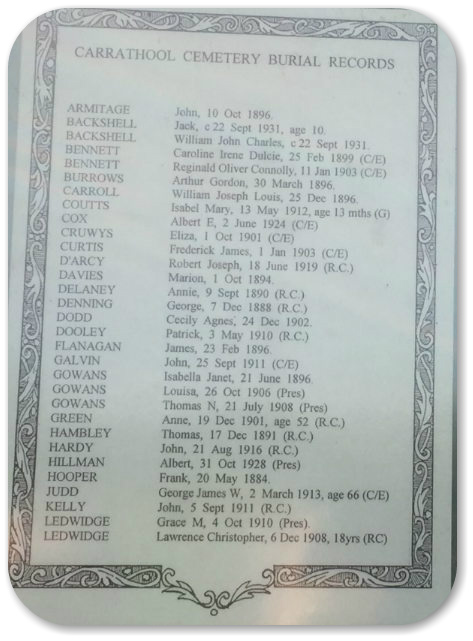 CARRATHOOL CEMETERY BURIAL RECORDS
ARMITAGE John, 10 Oct 1896.
BACKSHELL Jack, c 22 Sept 1931, age 10.
BACKSHELL William John Charles, c 22 Sept 1931.
BENNETT Caroline Irene Dulcie, 25 Feb 1899 (C/E)
BENNETT Reginald Oliver Connolly, 11 Jan 1903 (C/E)
BURROWS Arthur Gordon, 30 March 1896.
CARROLL William Joseph Louis, 25 Dec 1896.
COUTTS Isabel Mary, 13 May 1912, age 13 mths (G)
COX Albert E, 2 June 1924 (C/E)
CRUWYS Eliza, 1 Oct 1901 (C/E)
CURTIS Frederick James, 1 Jan 1903 (C/E)
D'ARCY Robert Joseph, 18 June 1919 (R.C.)
DAVIES Marion, 1 Oct 1894.
DELANEY Annie, 9 Sept 1890 (R.C.)
DENNING George, 7 Dec 1888 (R.C.)
DODD Cecily Agnes, 24 Dec 1902.
DOOLEY Patrick, 3 May 1910 (R.C.)
FLANAGAN James, 23 Feb 1896.
GALVIN John, 25 Sept 1911 (C/E)
GOWANS Isabella Janet, 21 June 1896.
GOWANS Louisa, 26 Oct 1906 (Pres)
GOWANS Thomas N, 21 July 1908 (Pres)
GREEN Anne, 19 Dec 1901, age 52 (R.C.)
HAMBLEY Thomas, 17 Dec 1891 (R.C.)
HARDY John, 21 Aug 1916 (R.C.)
HILLMAN Albert, 31 Oct 1928 (Pres)
HOOPER Frank, 20 May 1884.
JUDD George James W, 2 March 1913, age 66 (C/E)
KELLY John, 5 Sept 1911 (R.C.)
LEDWIDGE Grace M, 4 Oct 1910 (Pres).
LEDWIDGE Lawrence Christopher, 6 Dec 1908, 18yrs (RC)